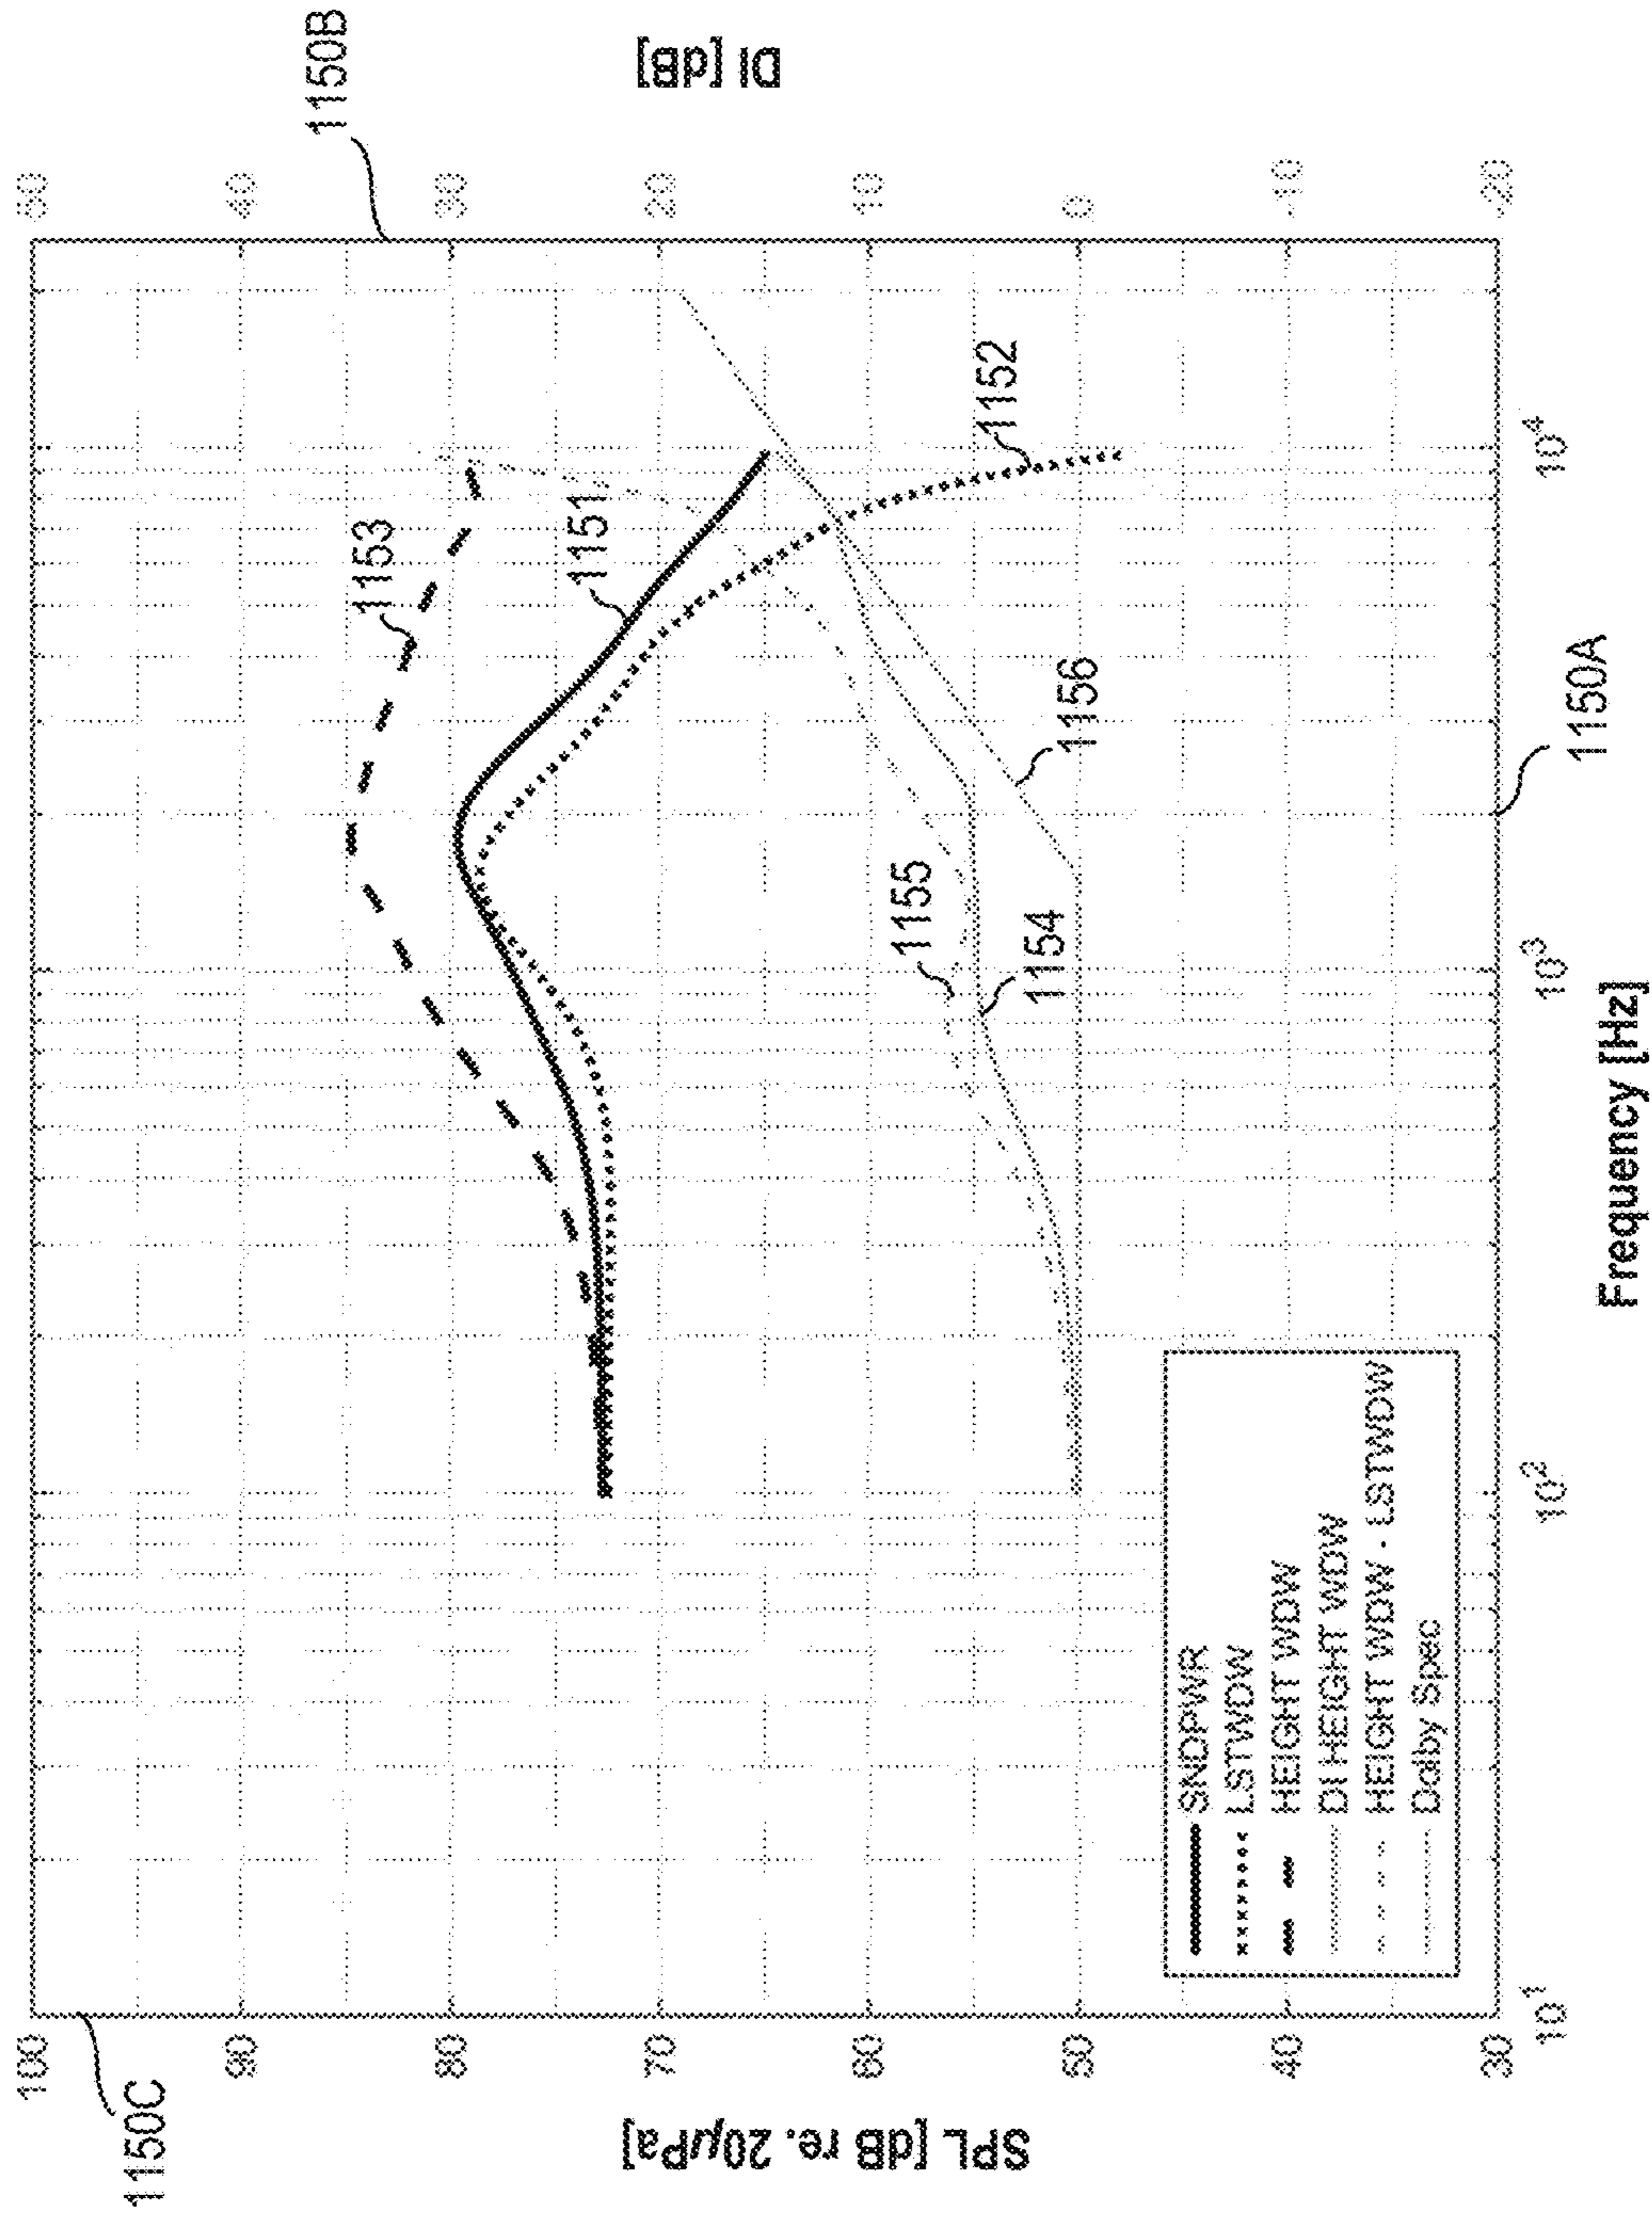 1150C
1150B
SPL [dB re. 20µPa]
100
90
80
70
60
50
40
30
DI [dB]
50
40
30
20
10
0
-10
-20
1153
1151
1152
1155
1154
1156
SNDPWR
LSTWDW
HEIGHT WDW
DI HEIGHT WDW
HEIGHT WDW - LSTWDW
Dolby Spec
10¹
10²
10³
10⁴
1150A
Frequency [Hz]